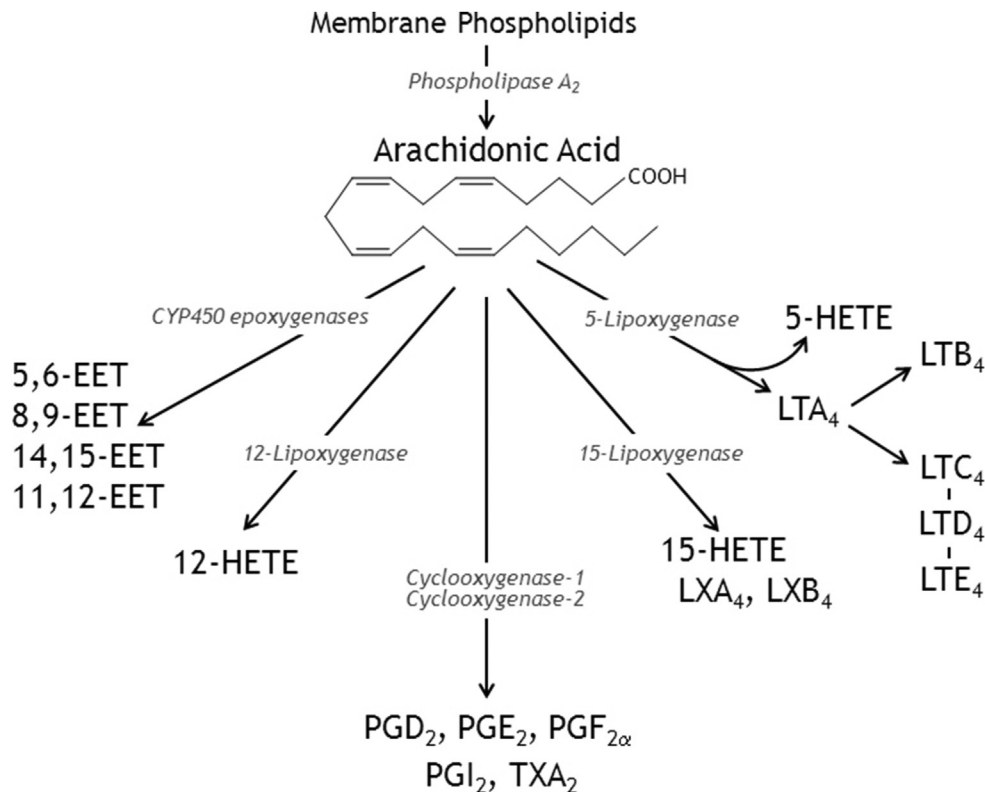 Membrane Phospholipids
Phospholipase A₂
Arachidonic Acid
COOH
CYP450 epoxygenases
5-Lipoxygenase
5-HETE
LTB₄
5,6-EET
8,9-EET
14,15-EET
11,12-EET
LTA₄
12-Lipoxygenase
15-Lipoxygenase
LTC₄
LTD₄
LTE₄
12-HETE
15-HETE
LXA₄, LXB₄
Cyclooxygenase-1
Cyclooxygenase-2
PGD₂, PGE₂, PGF₂α
PGI₂, TXA₂